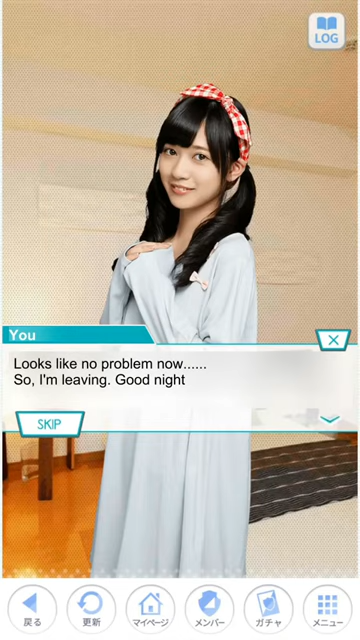 LOG
You
Looks like no problem now......
So, I'm leaving. Good night
SKIP
戻る
更新
マイページ
メンバー
ガチャ
メニュー